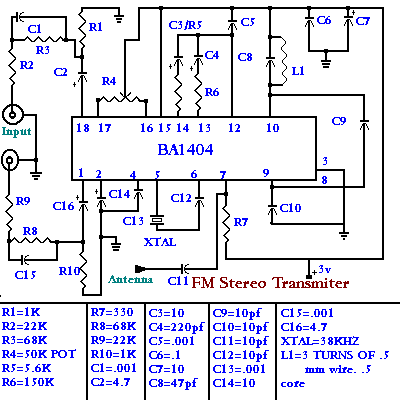 C1
R1
R3
R2
C2
R4
C3/R5
C5
C4
R6
C8
L1
C6
C7
C9
Input
18 17 16 15 14 13 12 10
BA1404
1 2 4 5 6 7 9
3
8
R9
R8
C15
C16
R10
C14
C13
XTAL
C12
R7
C10
Antenna
C11
FM Stereo Transmiter
+3v
R1=1K
R2=22K
R3=68K
R4=50K POT
R5=5.6K
R6=150K
R7=330
R8=68K
R9=22K
R10=1K
C1=.001
C2=4.7
C3=10
C4=220pf
C5=.001
C6=.1
C7=10
C8=47pf
C9=10pf
C10=10pf
C11=10pf
C12=10pf
C13=.001
C14=10
C15=.001
C16=4.7
XTAL=38KHZ
L1=3 TURNS OF .5
mm wire. .5
core